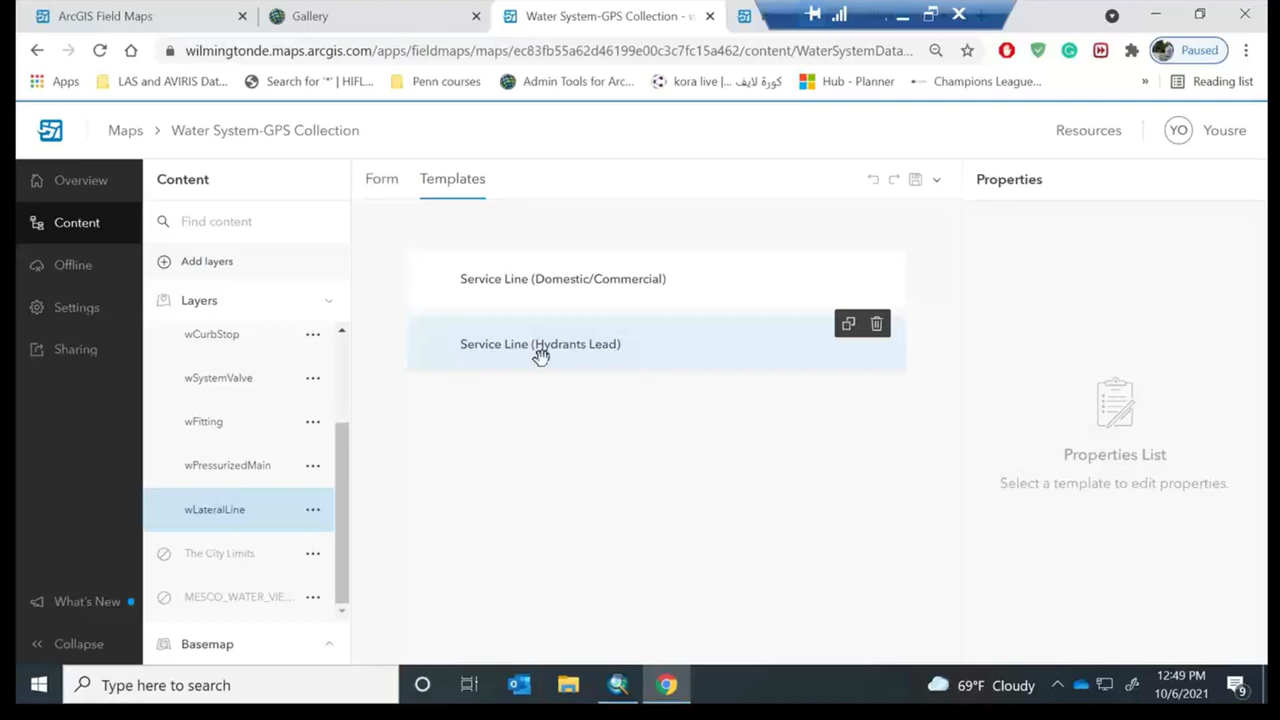 ArcGIS Field Maps
Gallery
Water System-GPS Collection - w
wilmingtonde.maps.arcgis.com/apps/fieldmaps/maps/ec83fb55a62d46199e00c3c7fc15a462/content/WaterSystemData...
Paused
Apps
LAS and AVIRIS Dat...
Search for '*' | HIFL...
Penn courses
Admin Tools for Arc...
kora live |... كورة لايف
Hub - Planner
Champions League...
»
Reading list
Maps > Water System-GPS Collection
Resources
YO
Yousre
Overview
Content
Offline
Settings
Sharing
What's New
Collapse
Content
Find content
Add layers
Layers
wCurbStop
wSystemValve
wFitting
wPressurizedMain
wLateralLine
The City Limits
MESCO_WATER_VIE...
Basemap
Form
Templates
Service Line (Domestic/Commercial)
Service Line (Hydrants Lead)
Properties
Properties List
Select a template to edit properties.
Type here to search
69°F Cloudy
12:49 PM
10/6/2021
9